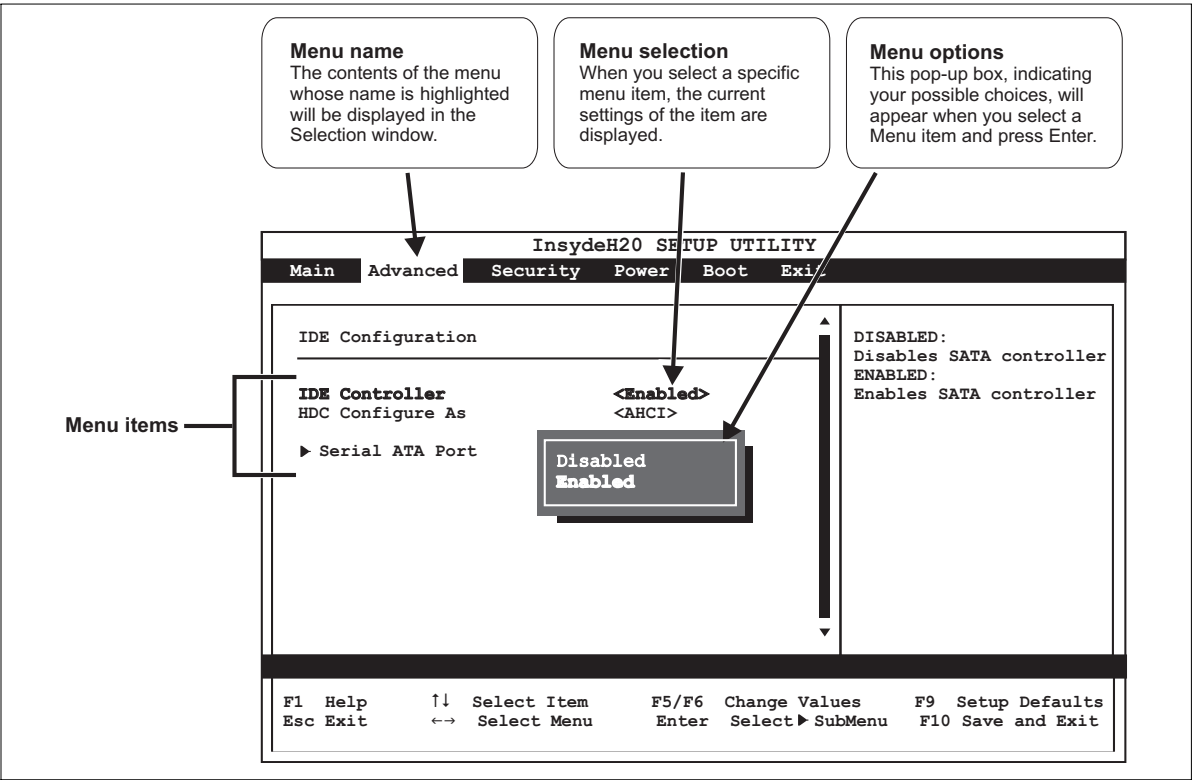 Menu name
The contents of the menu
whose name is highlighted
will be displayed in the
Selection window.
Menu selection
When you select a specific
menu item, the current
settings of the item are
displayed.
Menu options
This pop-up box, indicating
your possible choices, will
appear when you select a
Menu item and press Enter.
InsydeH20 SETUP UTILITY
Main Advanced Security Power Boot Exit
IDE Configuration
IDE Controller <Enabled>
HDC Configure As <AHCI>
▶ Serial ATA Port
Disabled
Enabled
DISABLED:
Disables SATA controller
ENABLED:
Enables SATA controller
Menu items
F1 Help ↑↓ Select Item F5/F6 Change Values F9 Setup Defaults
Esc Exit ←→ Select Menu Enter Select ▶ SubMenu F10 Save and Exit